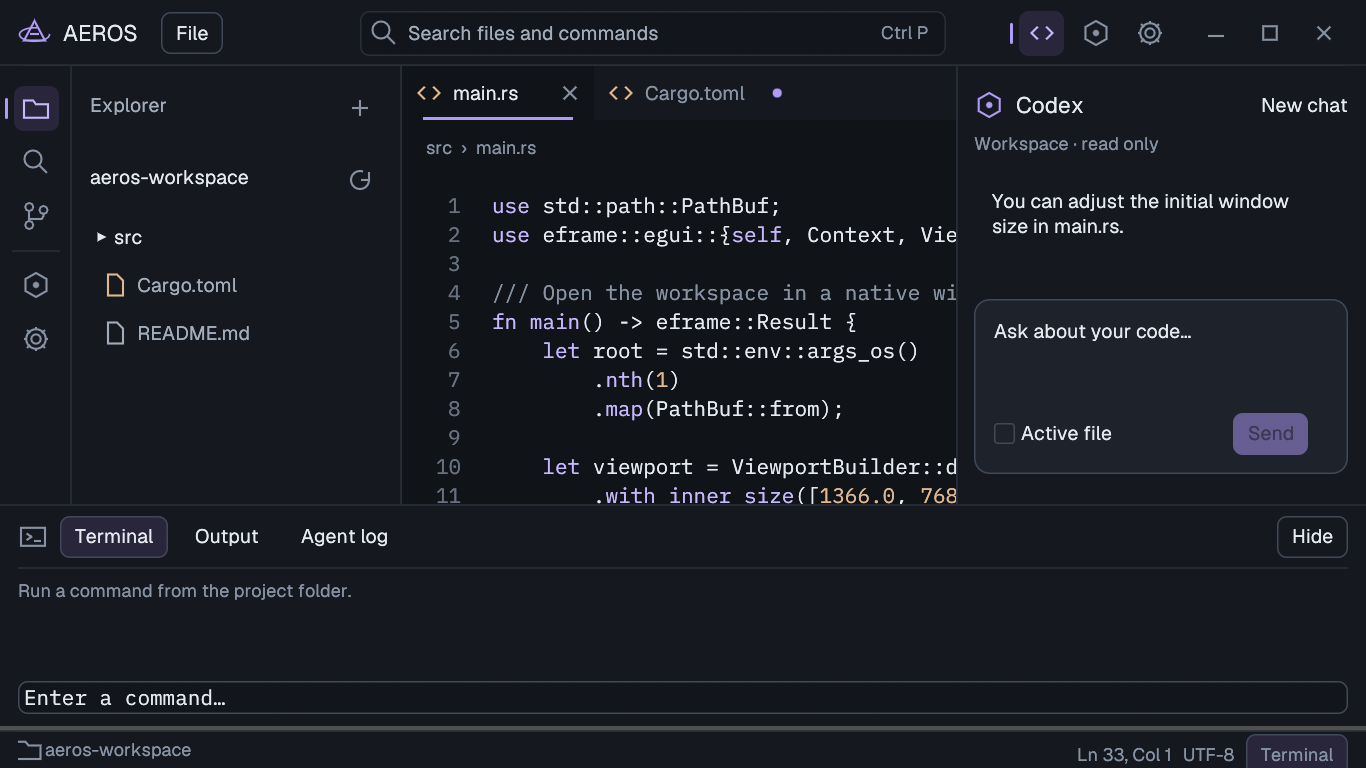 AEROS
File
Search files and commands
Ctrl P
Explorer
aeros-workspace
src
Cargo.toml
README.md
main.rs
Cargo.toml
src › main.rs
1 use std::path::PathBuf;
2 use eframe::egui::{self, Context, Vie
3
4 /// Open the workspace in a native wi
5 fn main() -> eframe::Result {
6     let root = std::env::args_os()
7         .nth(1)
8         .map(PathBuf::from);
9
10     let viewport = ViewportBuilder::d
11         .with_inner_size([1366.0, 768
Codex
New chat
Workspace · read only
You can adjust the initial window
size in main.rs.
Ask about your code…
Active file
Send
Terminal
Output
Agent log
Hide
Run a command from the project folder.
Enter a command…
aeros-workspace
Ln 33, Col 1
UTF-8
Terminal